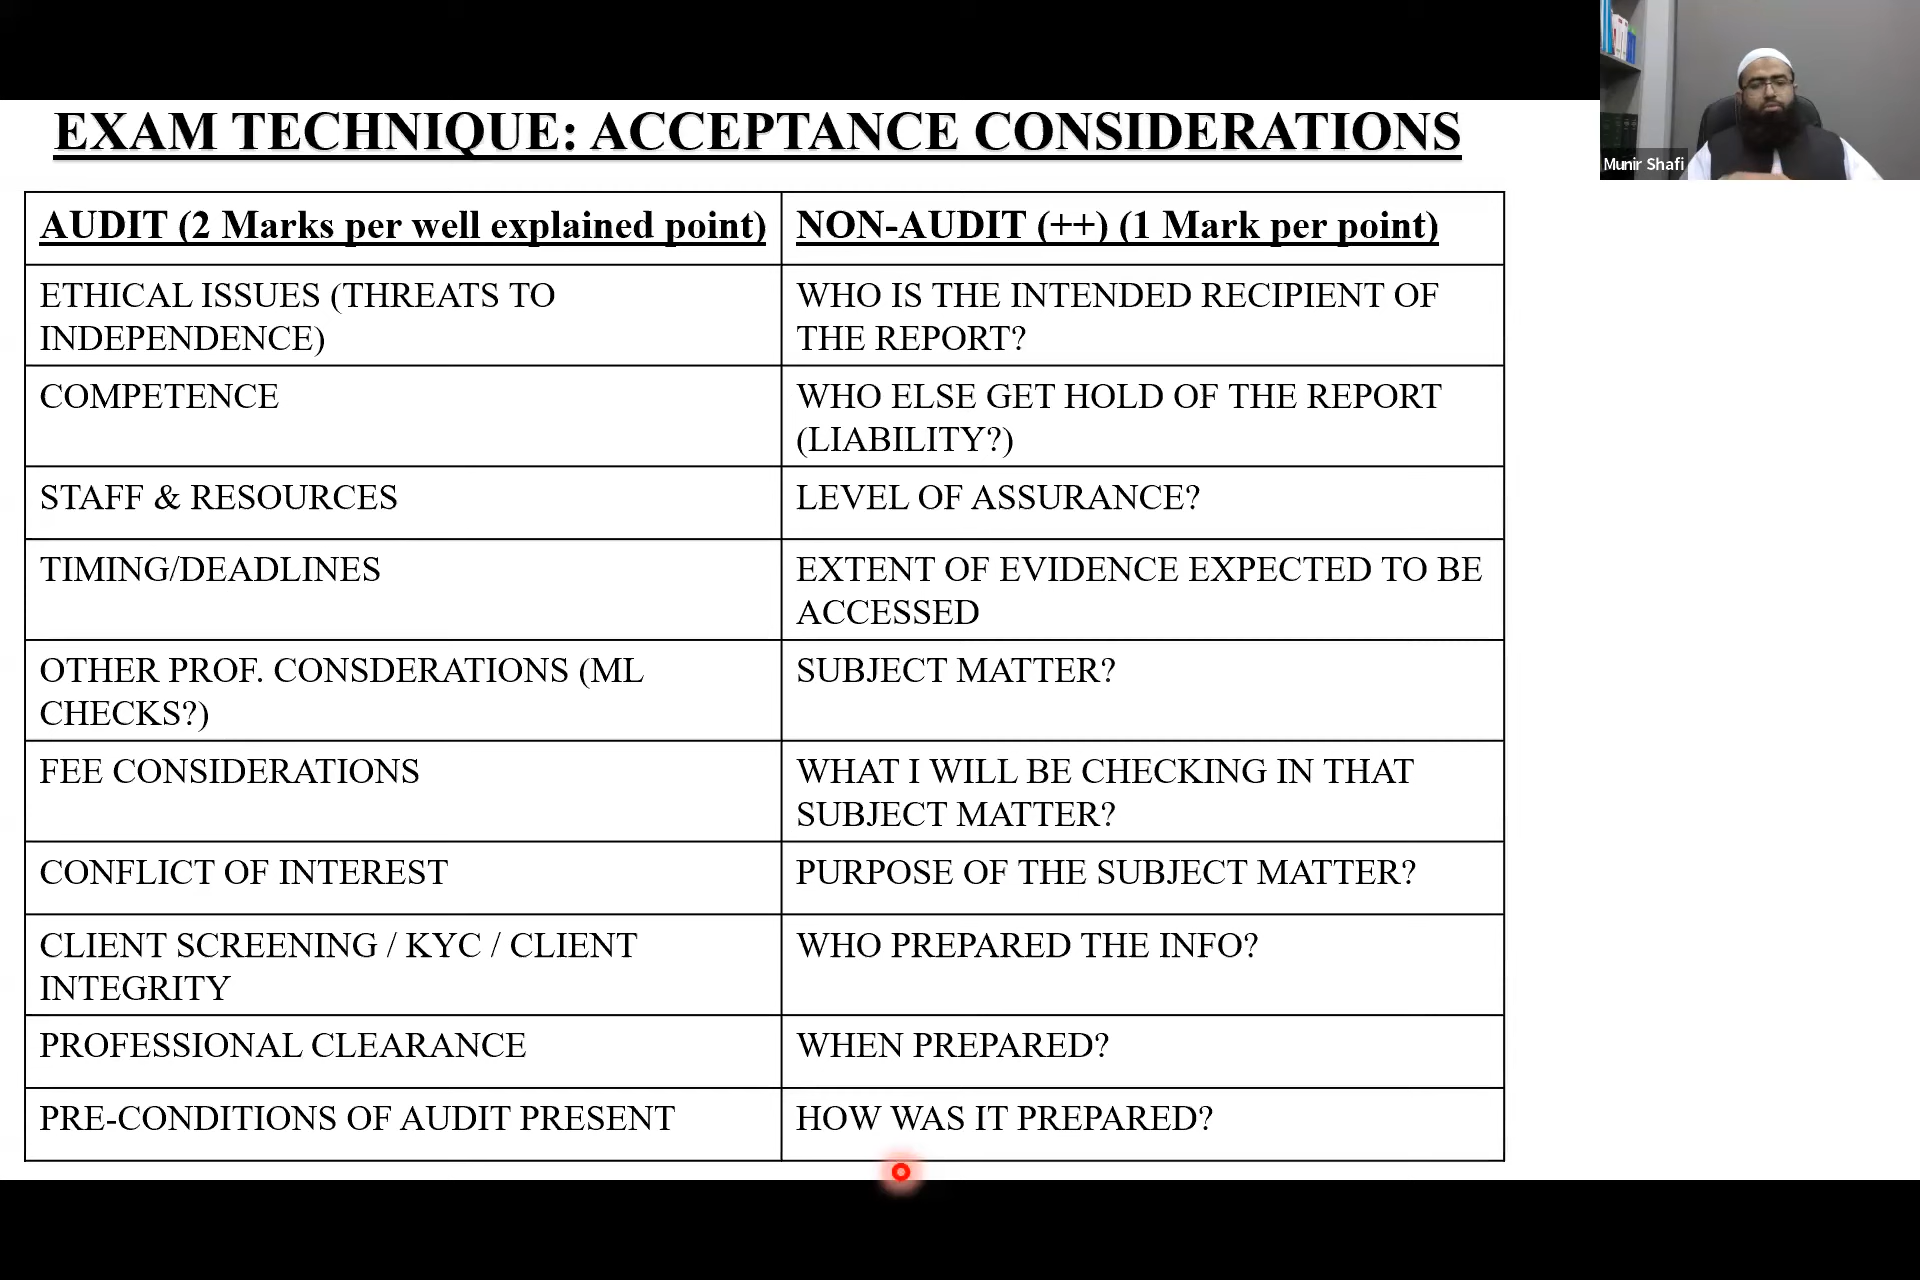 EXAM TECHNIQUE: ACCEPTANCE CONSIDERATIONS
Munir Shafi
AUDIT (2 Marks per well explained point)
NON-AUDIT (++) (1 Mark per point)
ETHICAL ISSUES (THREATS TO
INDEPENDENCE)
WHO IS THE INTENDED RECIPIENT OF
THE REPORT?
COMPETENCE
WHO ELSE GET HOLD OF THE REPORT
(LIABILITY?)
STAFF & RESOURCES
LEVEL OF ASSURANCE?
TIMING/DEADLINES
EXTENT OF EVIDENCE EXPECTED TO BE
ACCESSED
OTHER PROF. CONSDERATIONS (ML
CHECKS?)
SUBJECT MATTER?
FEE CONSIDERATIONS
WHAT I WILL BE CHECKING IN THAT
SUBJECT MATTER?
CONFLICT OF INTEREST
PURPOSE OF THE SUBJECT MATTER?
CLIENT SCREENING / KYC / CLIENT
INTEGRITY
WHO PREPARED THE INFO?
PROFESSIONAL CLEARANCE
WHEN PREPARED?
PRE-CONDITIONS OF AUDIT PRESENT
HOW WAS IT PREPARED?